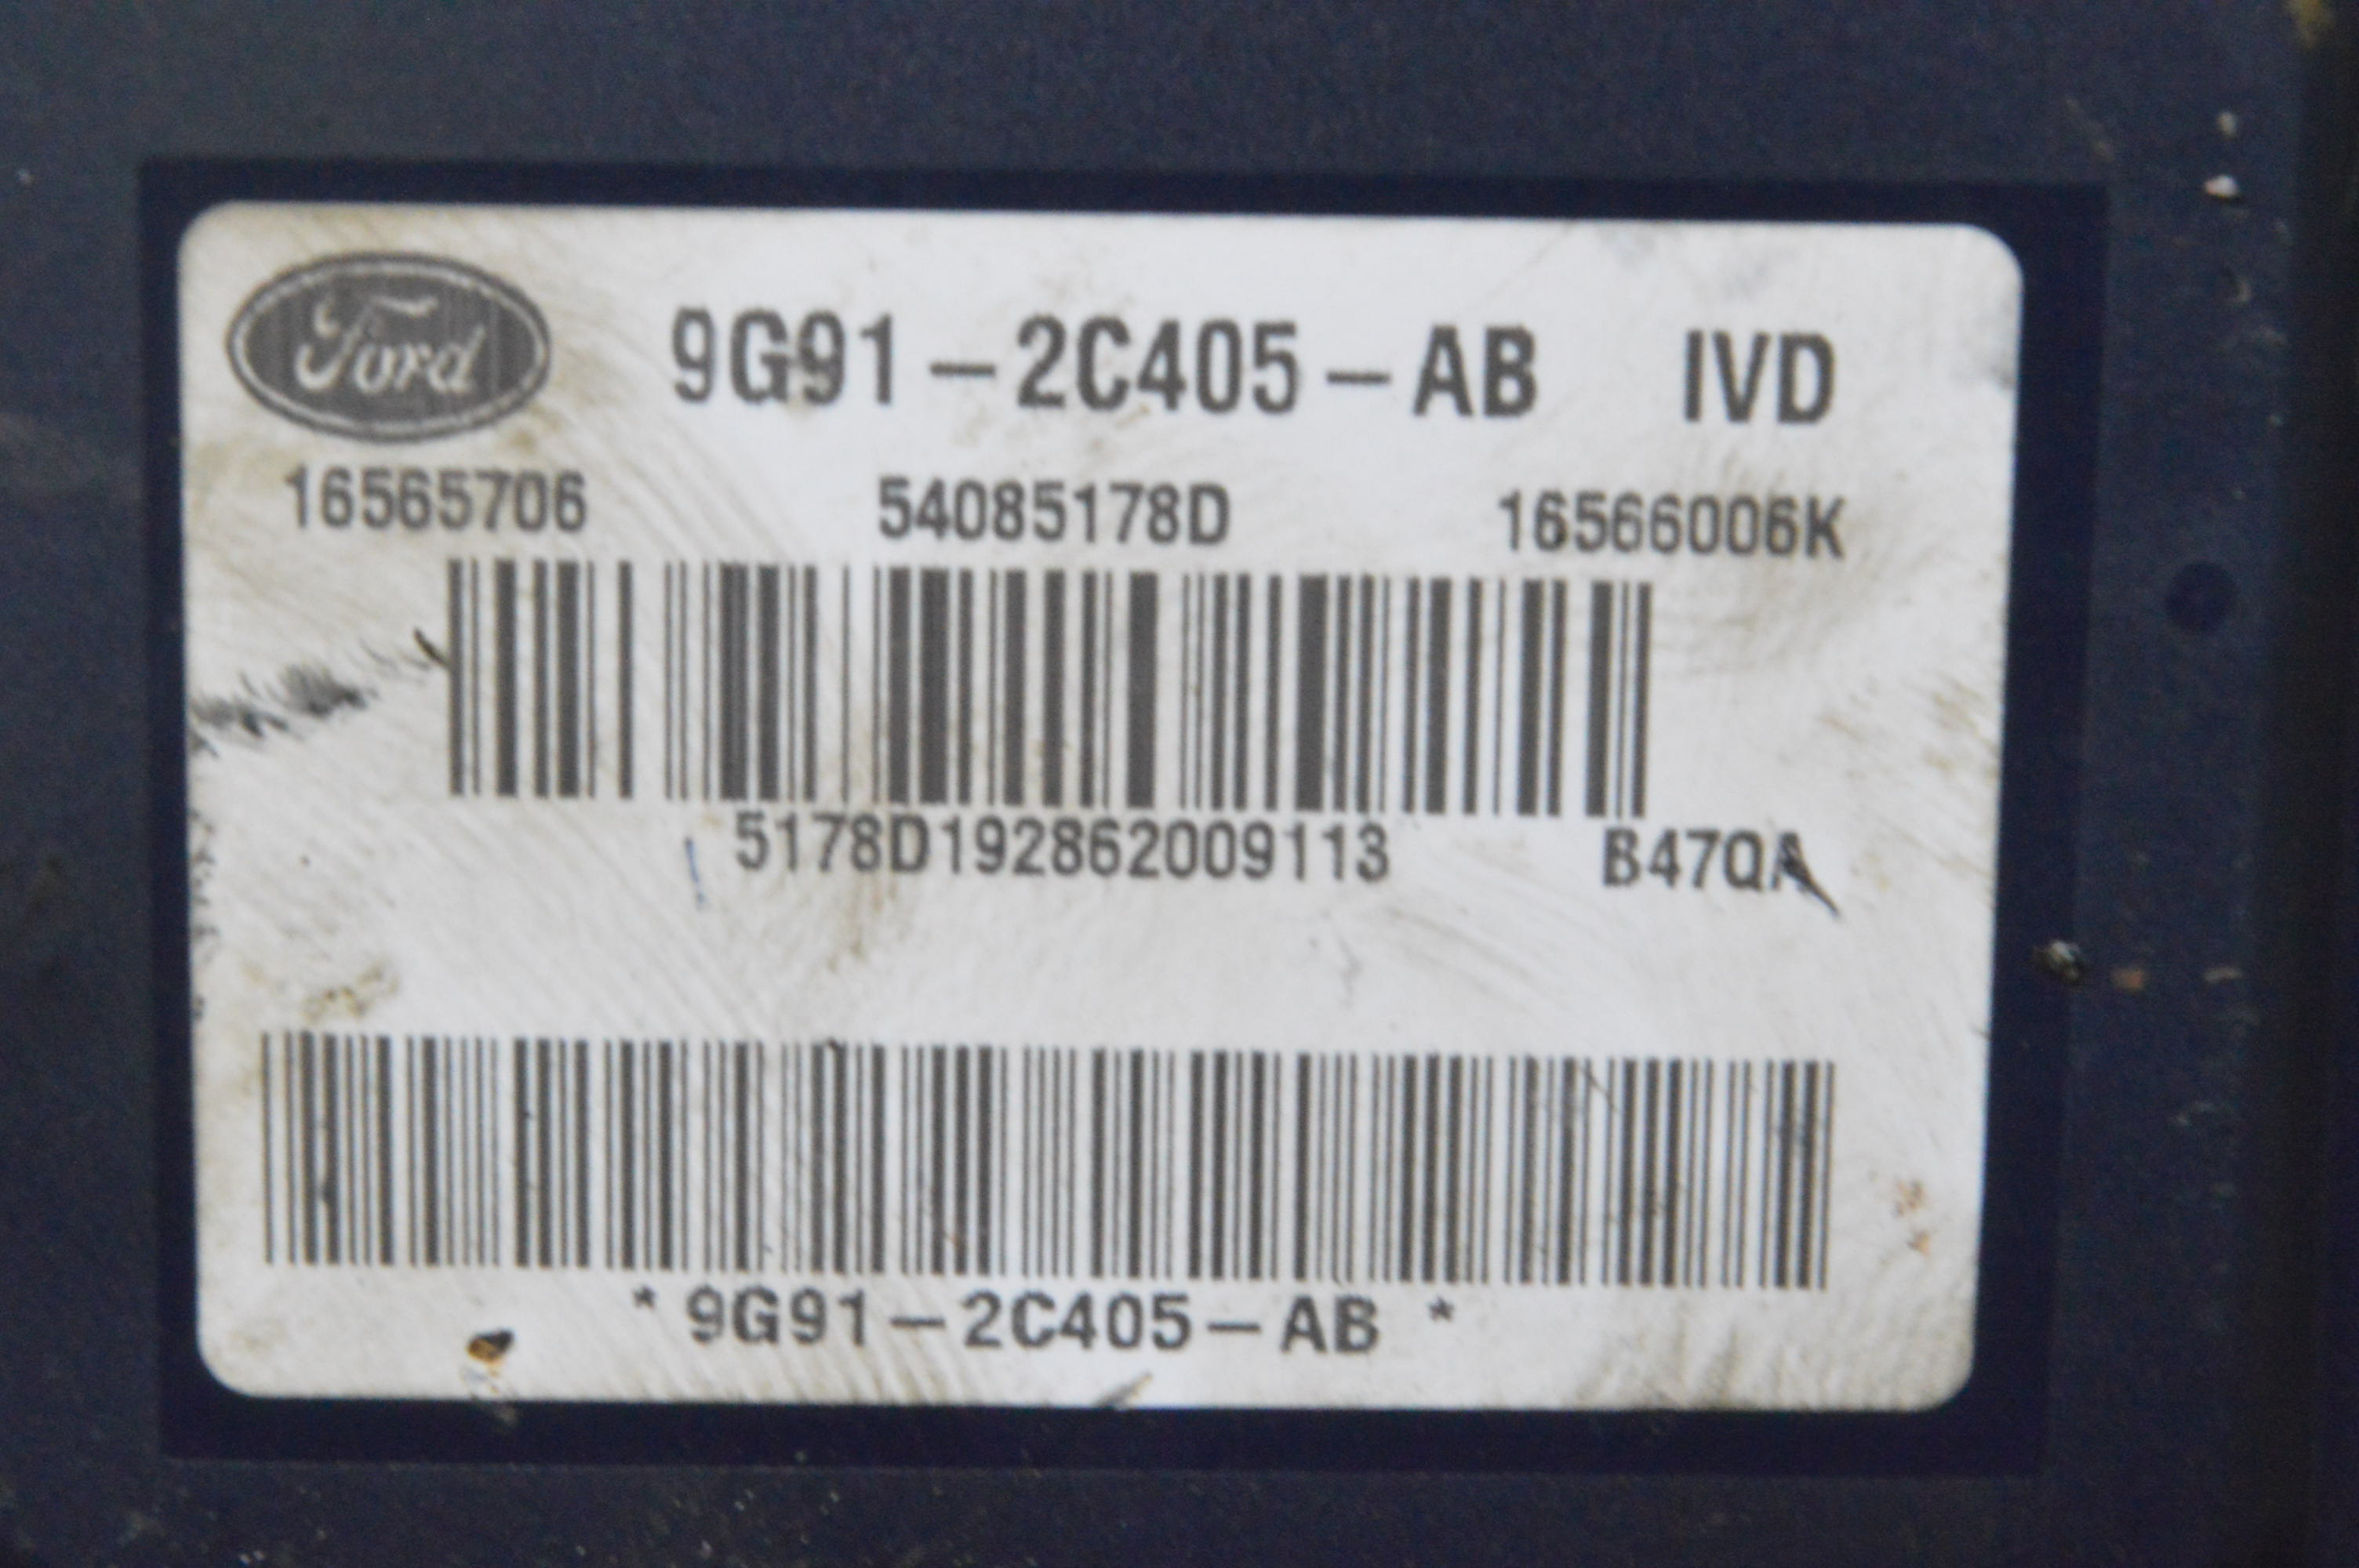 Ford 9G91-2C405-AB IVD
16565706 54085178D 16566006K
5178D192862009113 B47QA
* 9G91-2C405-AB *